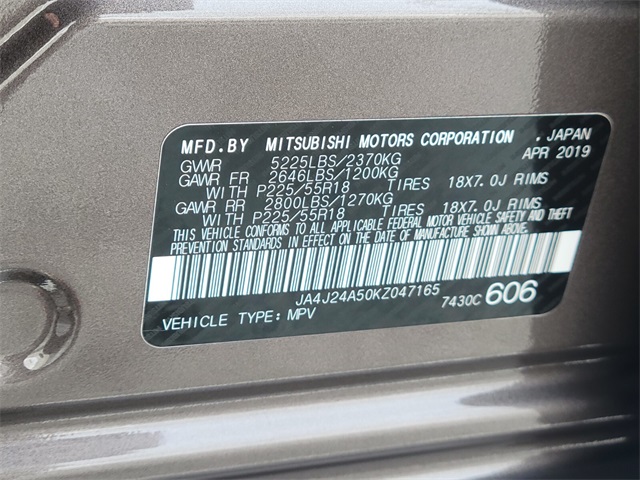 MFD.BY MITSUBISHI MOTORS CORPORATION , JAPAN
GVWR 5225LBS/2370KG APR 2019
GAWR FR 2646LBS/1200KG
WITH P225/55R18 TIRES 18X7.0J RIMS
GAWR RR 2800LBS/1270KG
WITH P225/55R18 TIRES 18X7.0J RIMS
THIS VEHICLE CONFORMS TO ALL APPLICABLE FEDERAL MOTOR VEHICLE SAFETY AND THEFT
PREVENTION STANDARDS IN EFFECT ON THE DATE OF MANUFACTURE SHOWN ABOVE.
JA4J24A50KZ047165
7430C 606
VEHICLE TYPE: MPV